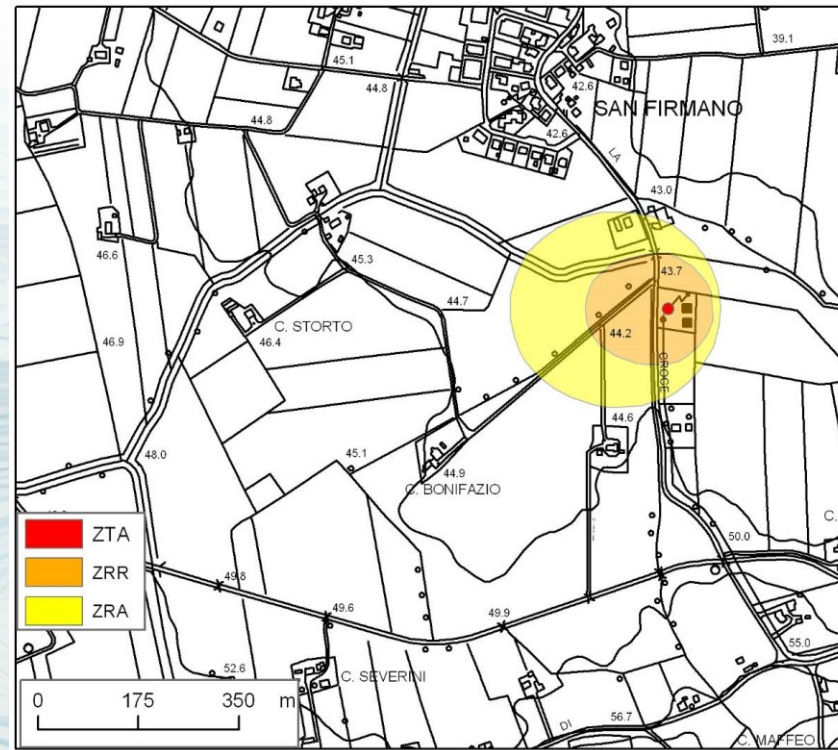 39.1
45.1
44.8
42.6
SAN FIRMANO
44.8
42.6
LA
43.0
46.6
45.3
43.7
44.7
C. STORTO
44.2
46.9
46.4
CROCE
44.6
45.1
48.0
44.9
C. BONIFAZIO
C.
50.0
ZTA
ZRR
ZRA
49.8
49.6
49.9
52.6
C. SEVERINI
55.0
DI
56.7
C. MAFFEO
0 175 350 m